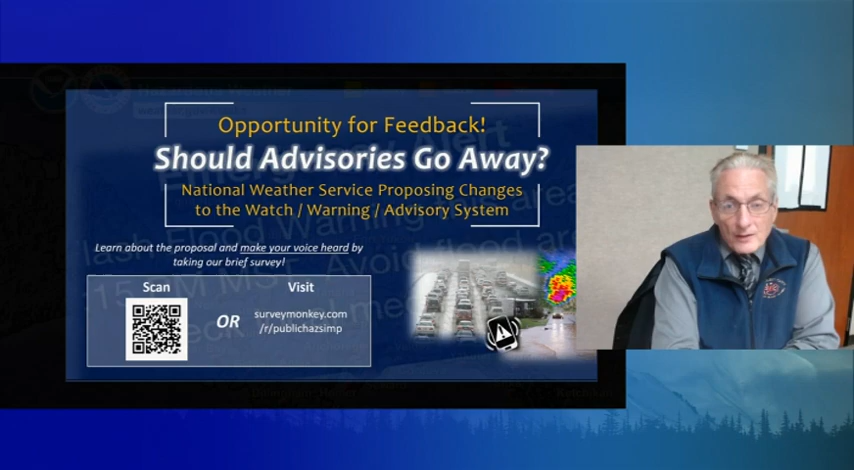 Opportunity for Feedback!
Should Advisories Go Away?
National Weather Service Proposing Changes
to the Watch / Warning / Advisory System
Learn about the proposal and make your voice heard by
taking our brief survey!
Scan
OR
Visit
surveymonkey.com
/r/publichazsimp